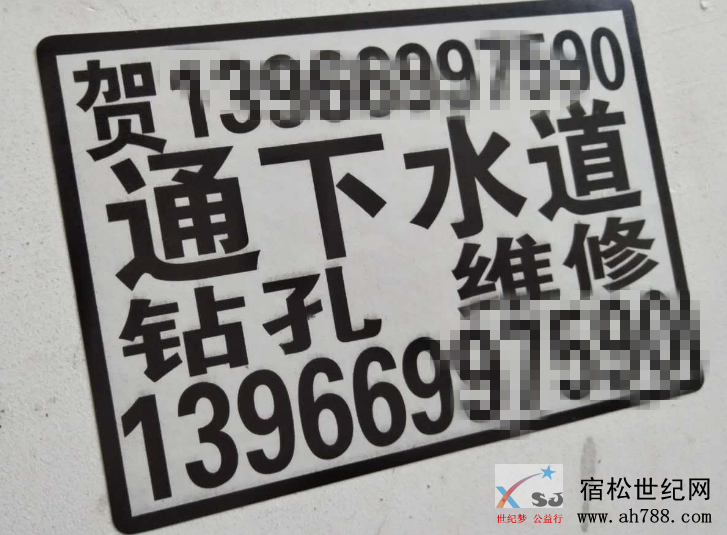 贺
通下水道
钻孔 维修
139669
SJ
世纪梦 公益行
宿松世纪网
www.ah788.com